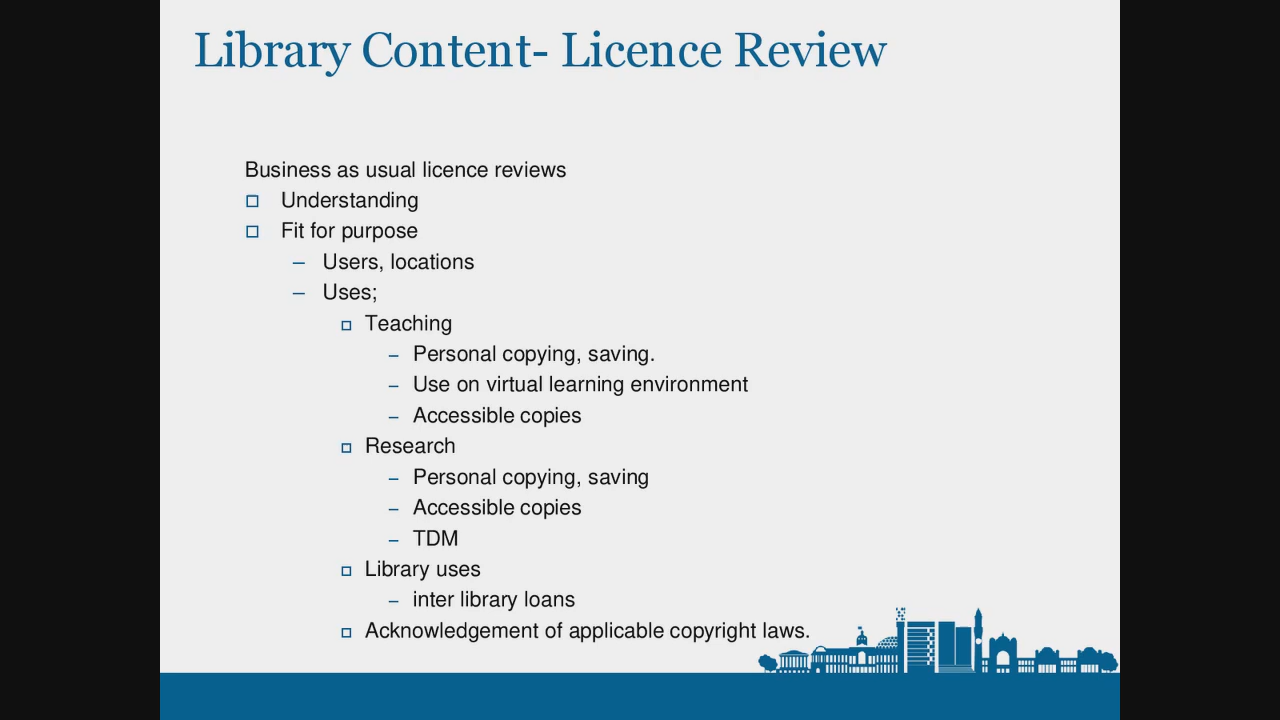 Library Content- Licence Review
Business as usual licence reviews
Understanding
Fit for purpose
– Users, locations
– Uses;
Teaching
– Personal copying, saving.
– Use on virtual learning environment
– Accessible copies
Research
– Personal copying, saving
– Accessible copies
– TDM
Library uses
– inter library loans
Acknowledgement of applicable copyright laws.